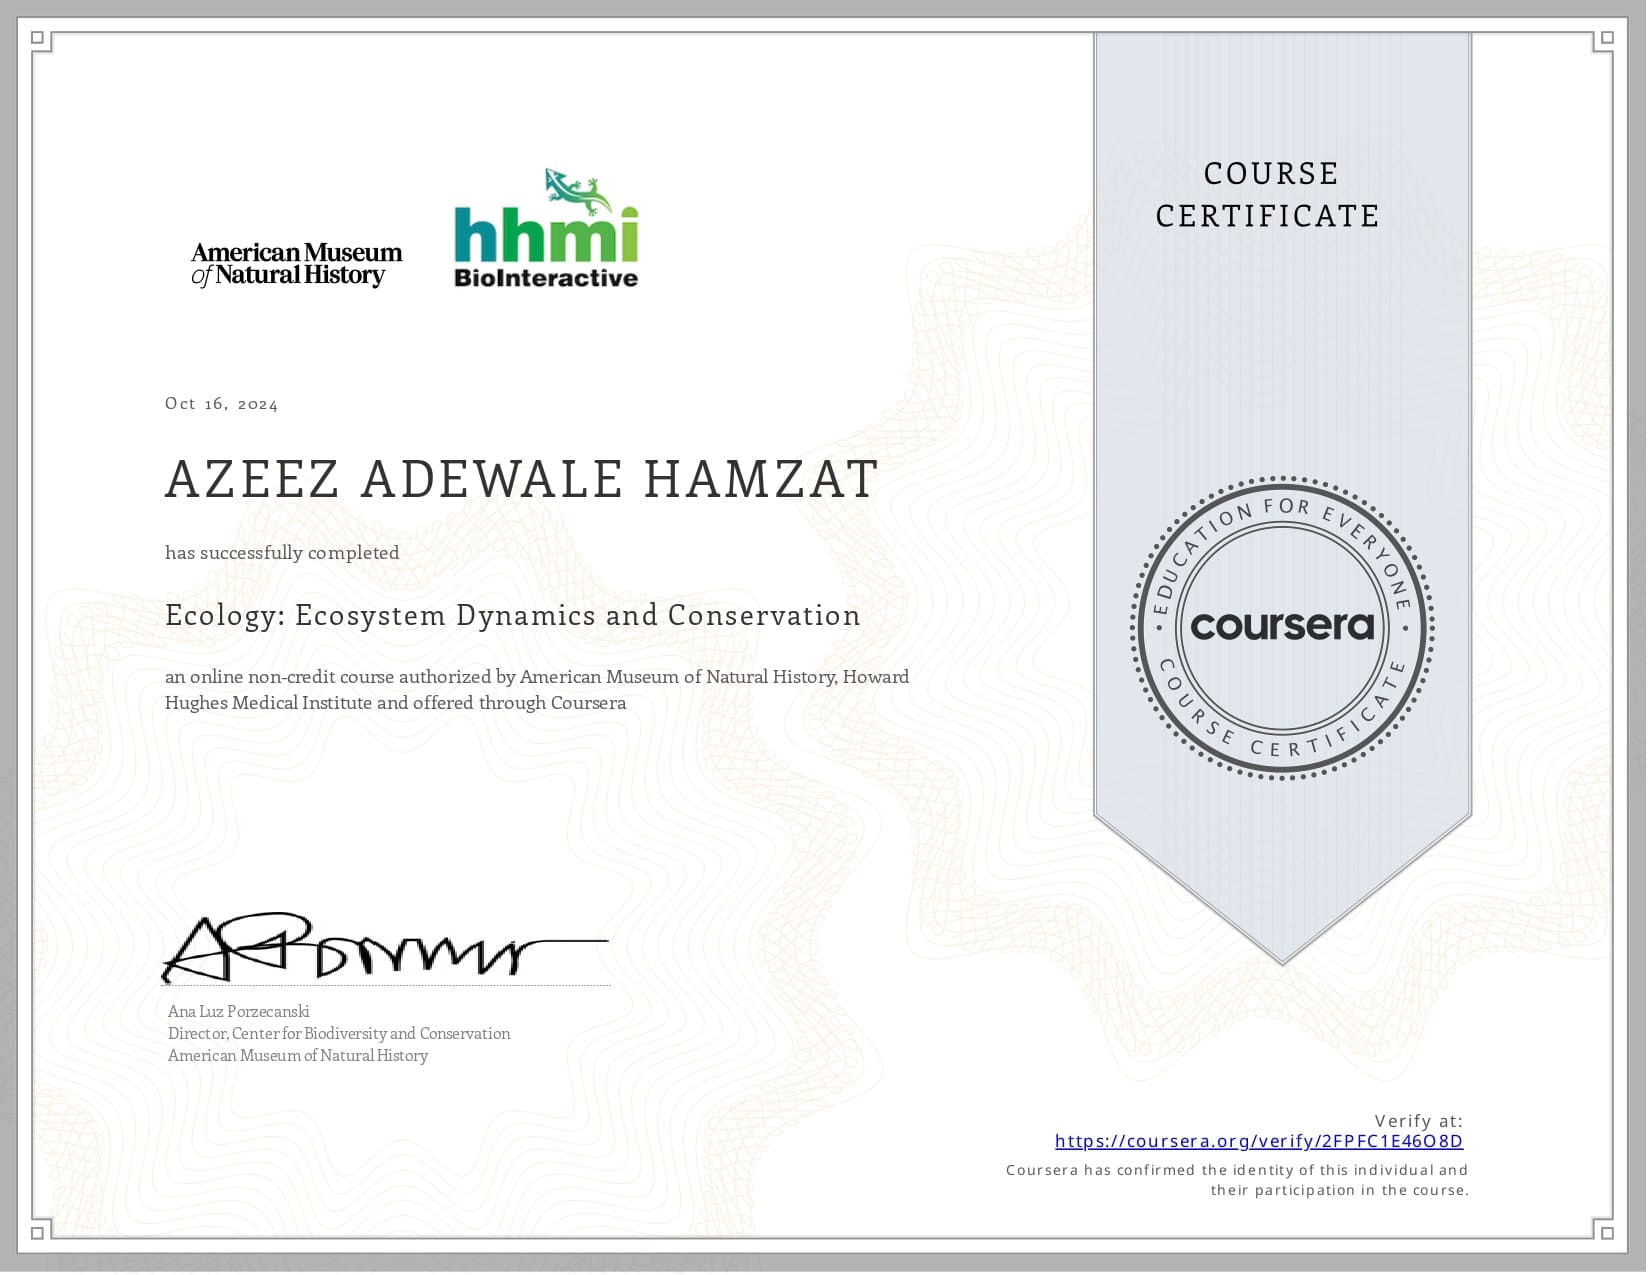 American Museum
of Natural History
hhmi
BioInteractive
COURSE
CERTIFICATE
Oct 16, 2024
AZEEZ ADEWALE HAMZAT
has successfully completed
Ecology: Ecosystem Dynamics and Conservation
an online non-credit course authorized by American Museum of Natural History, Howard
Hughes Medical Institute and offered through Coursera
EDUCATION FOR EVERYONE
coursera
COURSE CERTIFICATE
Ana Luz Porzecanski
Director, Center for Biodiversity and Conservation
American Museum of Natural History
Verify at:
https://coursera.org/verify/2FPFC1E46O8D
Coursera has confirmed the identity of this individual and
their participation in the course.